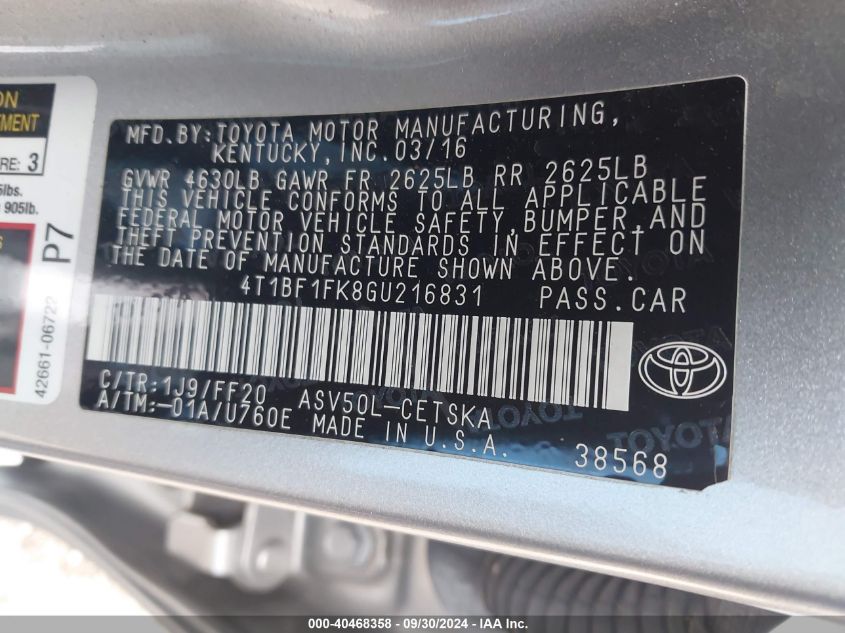 ON
TMENT
RE: 3
5lbs.
905lb.
S
P7
42661-06722
MFD.BY:TOYOTA MOTOR MANUFACTURING,
KENTUCKY, INC.03/16
GVWR 4630LB GAWR FR 2625LB RR 2625LB
THIS VEHICLE CONFORMS TO ALL APPLICABLE
FEDERAL MOTOR VEHICLE SAFETY,BUMPER,AND
THEFT PREVENTION STANDARDS IN EFFECT ON
THE DATE OF MANUFACTURE SHOWN ABOVE.
4T1BF1FK8GU216831 PASS.CAR
C/TR:1J9/FF20 ASV50L-CETSKA
A/TM:-01A/U760E MADE IN U.S.A.
38568
TOYOTA
000-40468358 - 09/30/2024 - IAA Inc.